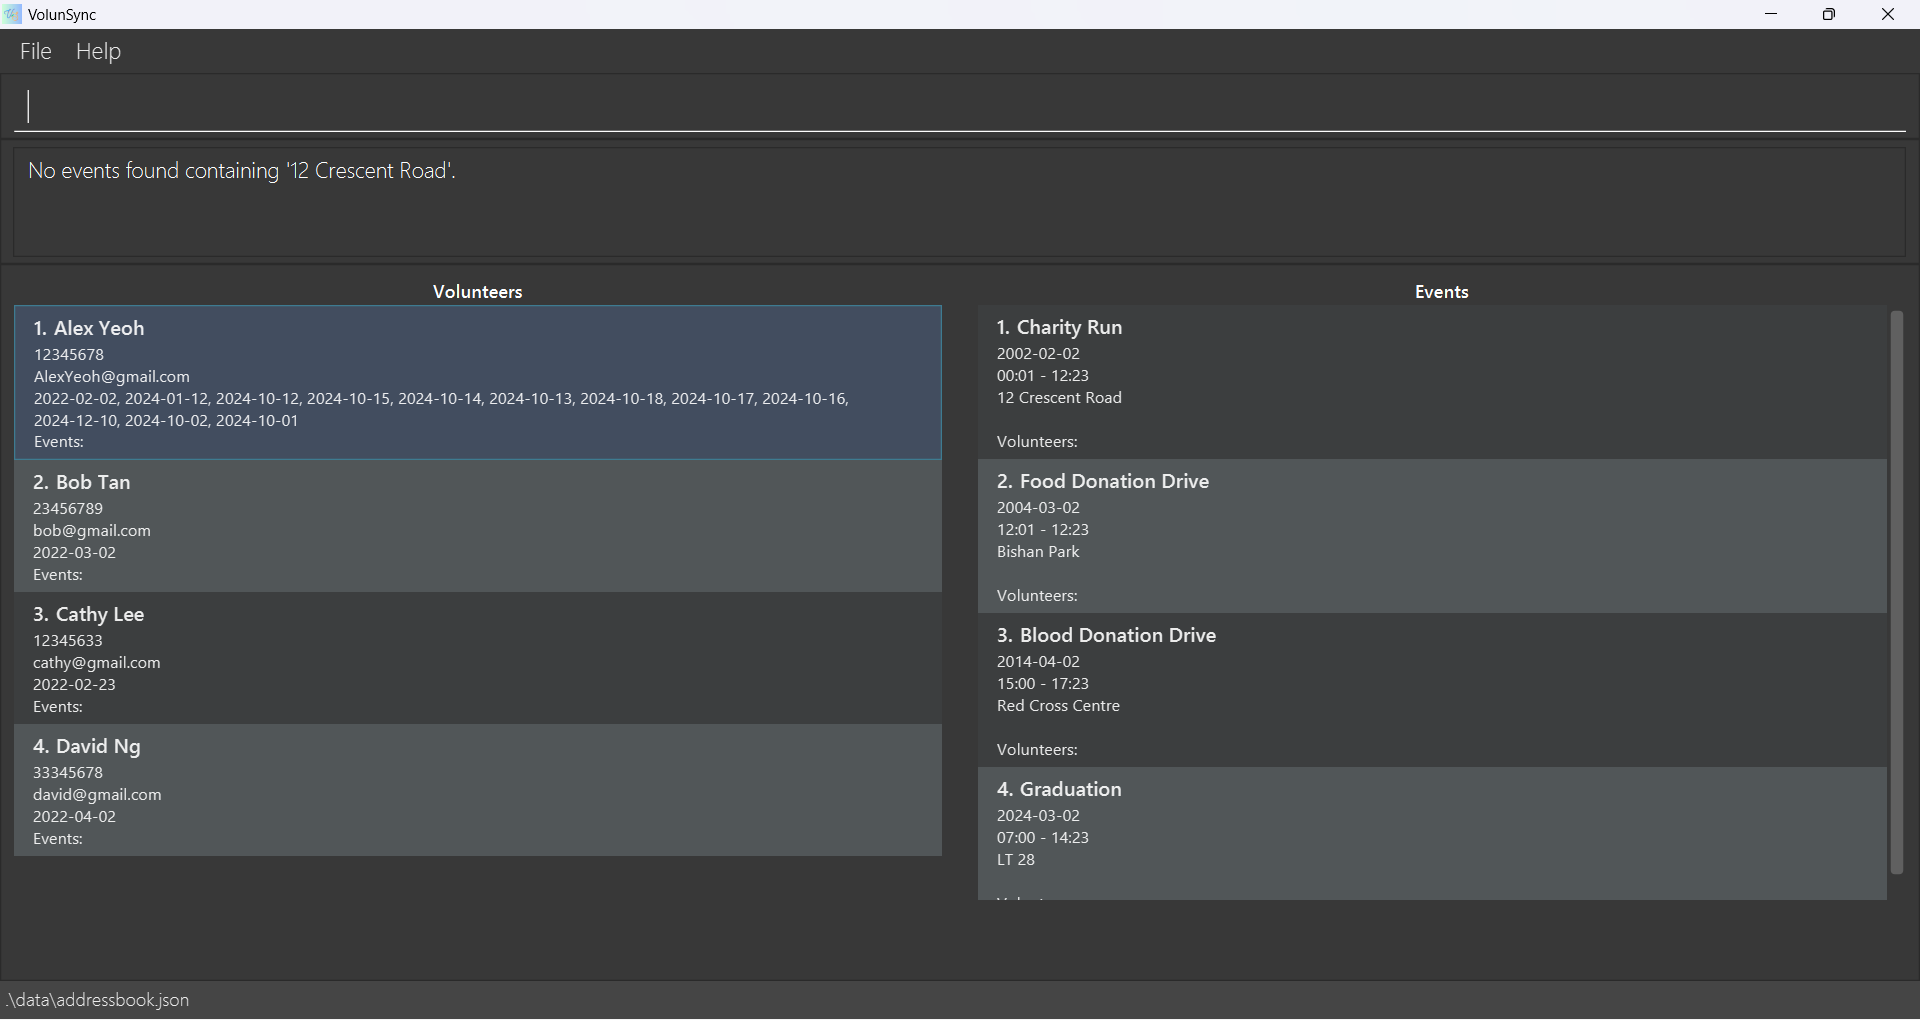 VolunSync
File Help
No events found containing '12 Crescent Road'.
Volunteers
1. Alex Yeoh
12345678
AlexYeoh@gmail.com
2022-02-02, 2024-01-12, 2024-10-12, 2024-10-15, 2024-10-14, 2024-10-13, 2024-10-18, 2024-10-17, 2024-10-16,
2024-12-10, 2024-10-02, 2024-10-01
Events:
2. Bob Tan
23456789
bob@gmail.com
2022-03-02
Events:
3. Cathy Lee
12345633
cathy@gmail.com
2022-02-23
Events:
4. David Ng
33345678
david@gmail.com
2022-04-02
Events:
Events
1. Charity Run
2002-02-02
00:01 - 12:23
12 Crescent Road
Volunteers:
2. Food Donation Drive
2004-03-02
12:01 - 12:23
Bishan Park
Volunteers:
3. Blood Donation Drive
2014-04-02
15:00 - 17:23
Red Cross Centre
Volunteers:
4. Graduation
2024-03-02
07:00 - 14:23
LT 28
.\data\addressbook.json